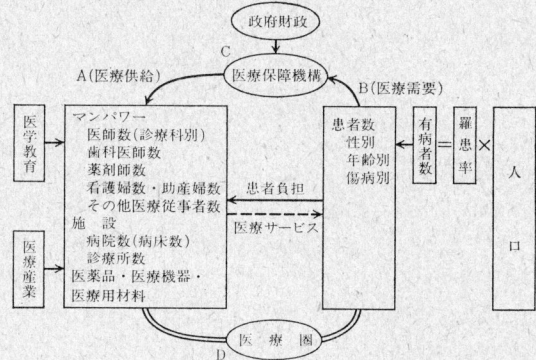 政府財政
C
医療保障機構
A(医療供給)
B(医療需要)
医学教育
医療産業
マンパワー
医師数(診療科別)
歯科医師数
薬剤師数
看護婦数・助産婦数
その他医療従事者数
施 設
病院数(病床数)
診療所数
医薬品・医療機器・
医療用材料
患者負担
医療サービス
患者数
性別
年齢別
傷病別
有病者数
=
羅患率
×
人口
医 療 圏
D